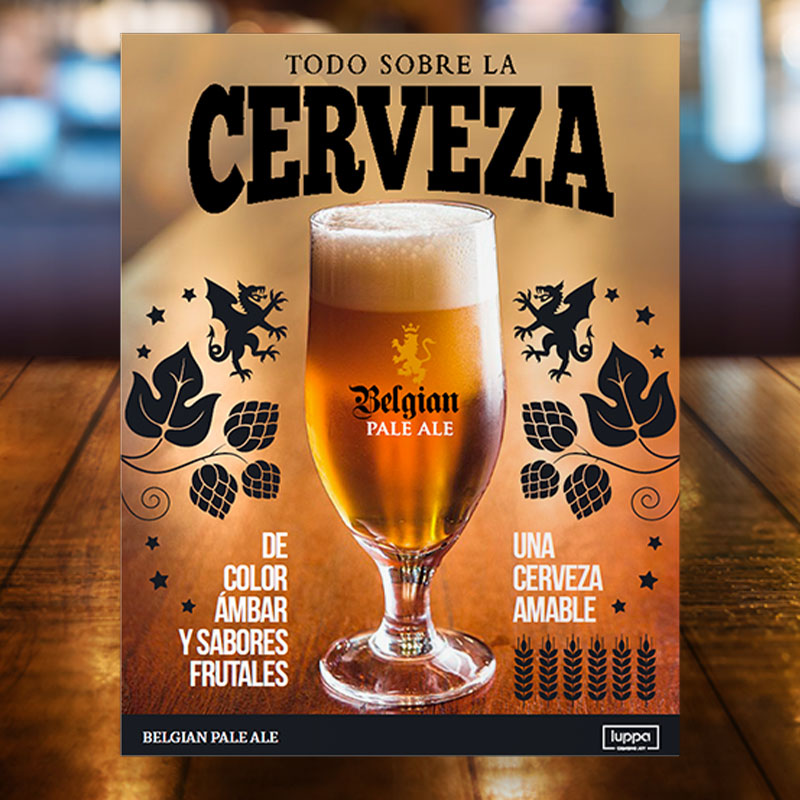 TODO SOBRE LA
CERVEZA
Belgian
PALE ALE
DE
COLOR
ÁMBAR
Y SABORES
FRUTALES
UNA
CERVEZA
AMABLE
BELGIAN PALE ALE
luppa